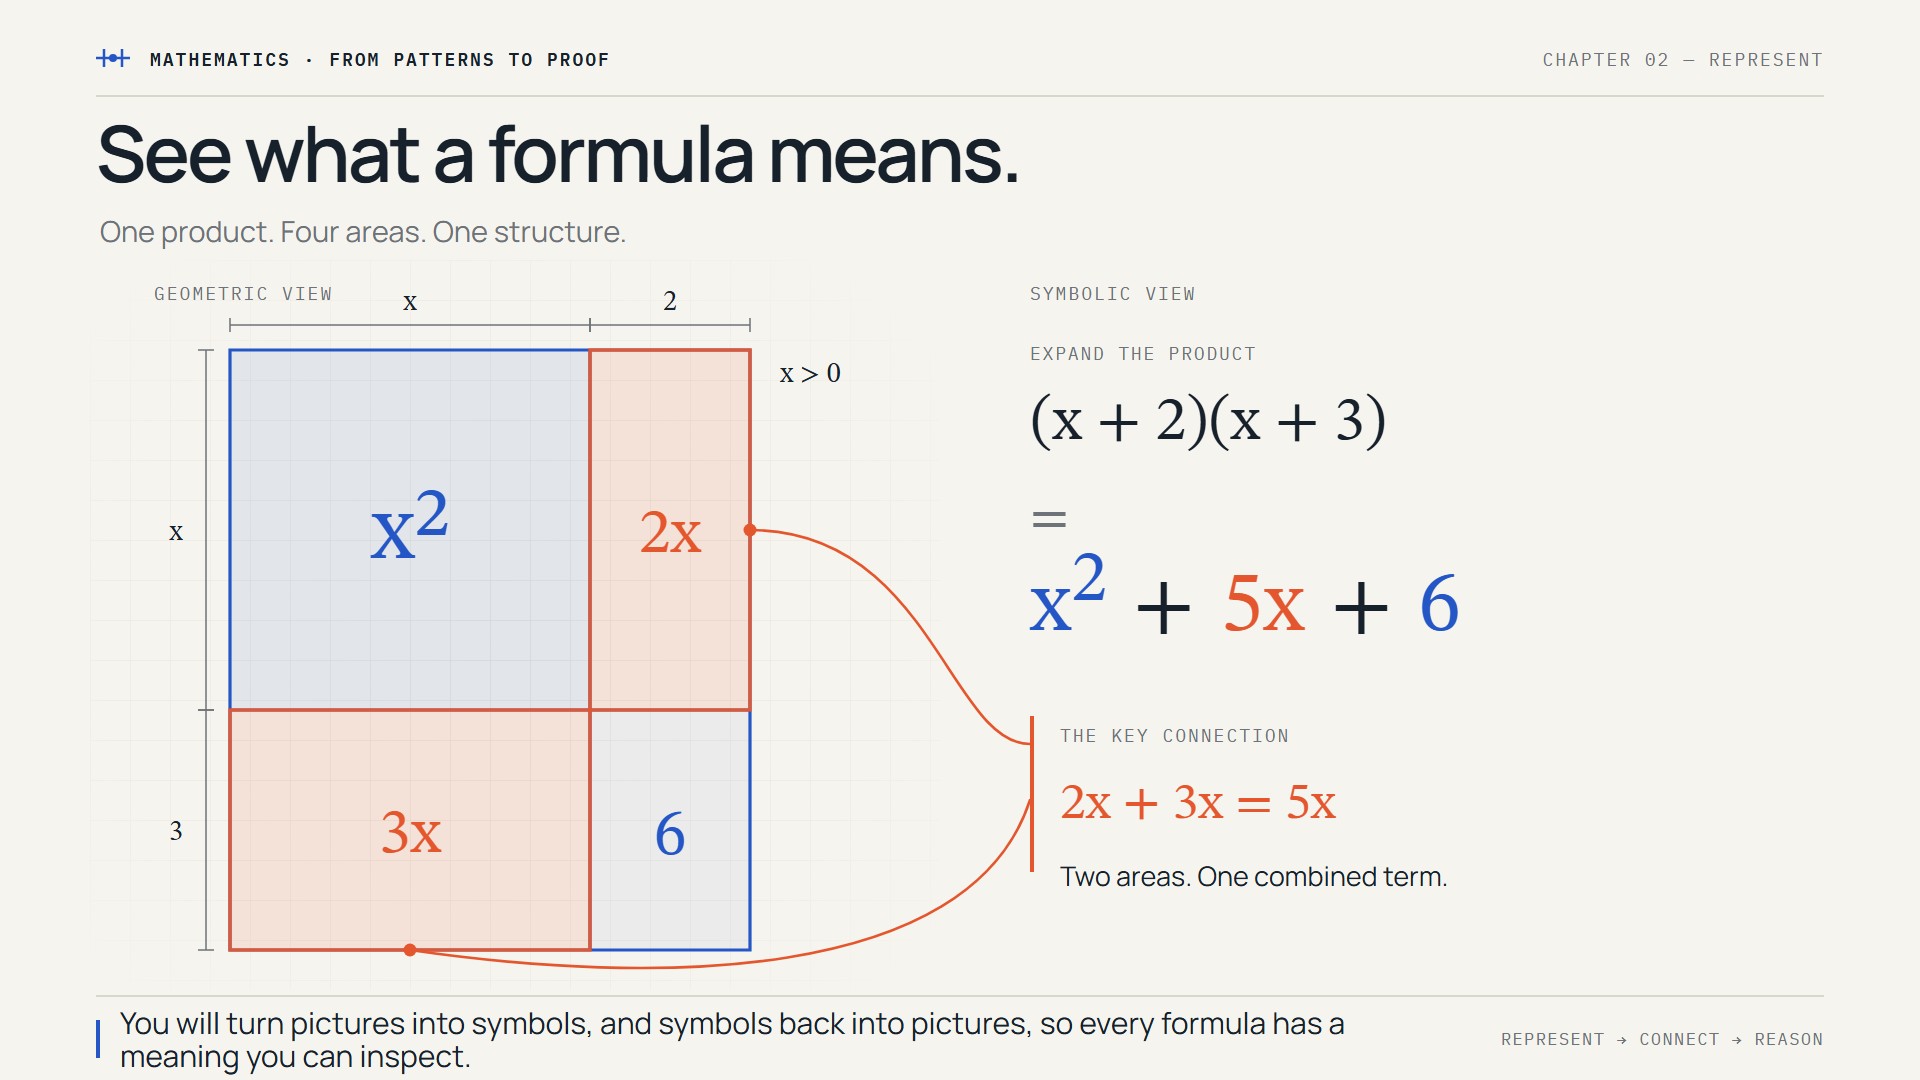 MATHEMATICS · FROM PATTERNS TO PROOF
CHAPTER 02 — REPRESENT
See what a formula means.
One product. Four areas. One structure.
GEOMETRIC VIEW
x
2
x > 0
x
3
x²
2x
3x
6
SYMBOLIC VIEW
EXPAND THE PRODUCT
(x + 2)(x + 3)
=
x² + 5x + 6
THE KEY CONNECTION
2x + 3x = 5x
Two areas. One combined term.
You will turn pictures into symbols, and symbols back into pictures, so every formula has a
meaning you can inspect.
REPRESENT → CONNECT → REASON